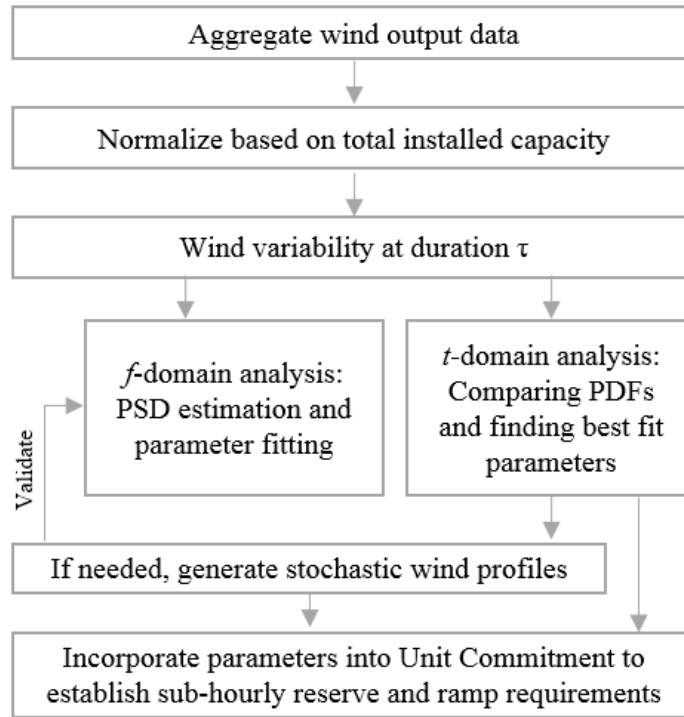 Aggregate wind output data
Normalize based on total installed capacity
Wind variability at duration τ
f-domain analysis:
PSD estimation and
parameter fitting
t-domain analysis:
Comparing PDFs
and finding best fit
parameters
Validate
If needed, generate stochastic wind profiles
Incorporate parameters into Unit Commitment to
establish sub-hourly reserve and ramp requirements